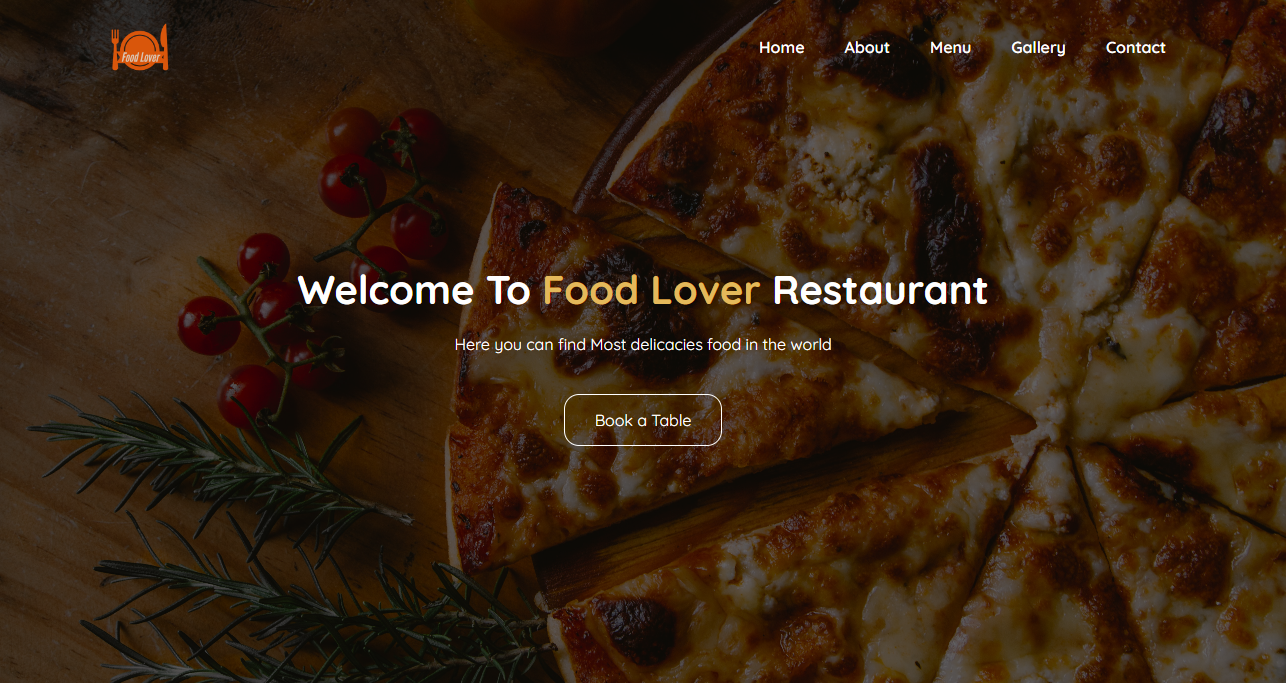 Food Lover
Home About Menu Gallery Contact
Welcome To Food Lover Restaurant
Here you can find Most delicacies food in the world
Book a Table